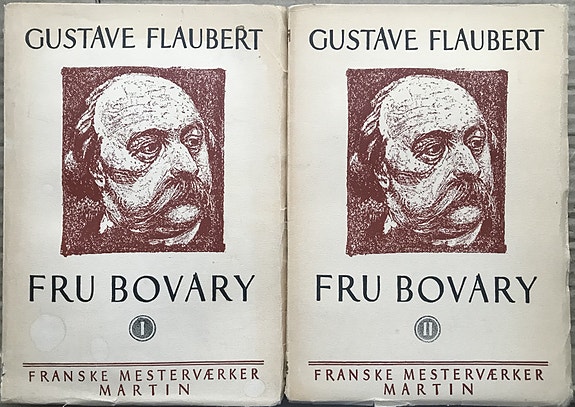 GUSTAVE FLAUBERT
FRU BOVARY
I
FRANSKE MESTERVÆRKER
MARTIN
GUSTAVE FLAUBERT
FRU BOVARY
II
FRANSKE MESTERVÆRKER
MARTIN